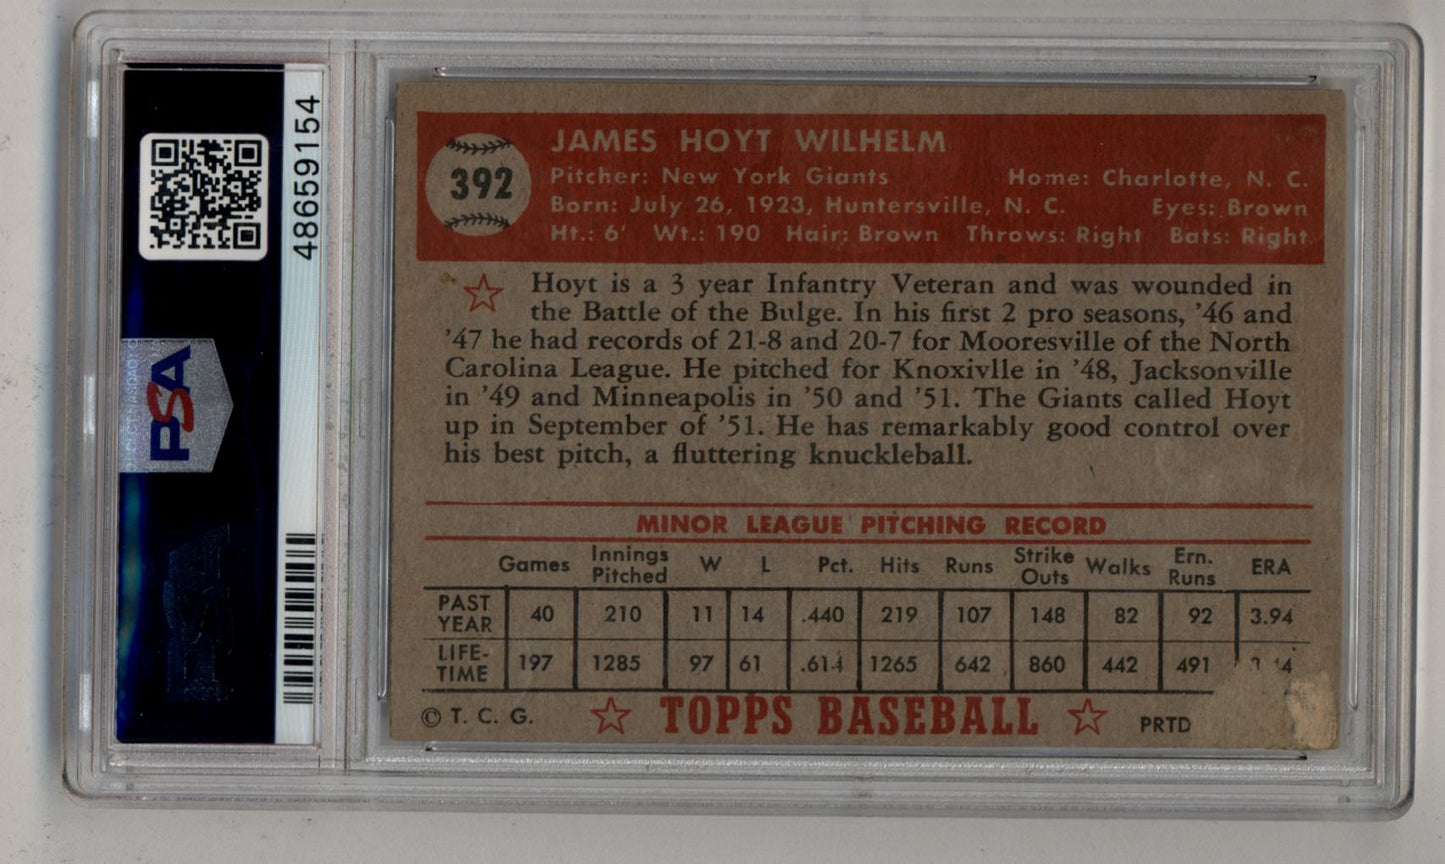 48659154
PSA
392
JAMES HOYT WILHELM
Pitcher: New York Giants Home: Charlotte, N. C.
Born: July 26, 1923, Huntersville, N. C. Eyes: Brown
Ht.: 6' Wt.: 190 Hair: Brown Throws: Right Bats: Right
Hoyt is a 3 year Infantry Veteran and was wounded in
the Battle of the Bulge. In his first 2 pro seasons, '46 and
'47 he had records of 21-8 and 20-7 for Mooresville of the North
Carolina League. He pitched for Knoxivlle in '48, Jacksonville
in '49 and Minneapolis in '50 and '51. The Giants called Hoyt
up in September of '51. He has remarkably good control over
his best pitch, a fluttering knuckleball.
MINOR LEAGUE PITCHING RECORD
Games Innings Pitched W L Pct. Hits Runs Strike Outs Walks Ern. Runs ERA
PAST YEAR 40 210 11 14 .440 219 107 148 82 92 3.94
LIFE-TIME 197 1285 97 61 .614 1265 642 860 442 491
© T. C. G. TOPPS BASEBALL PRTD